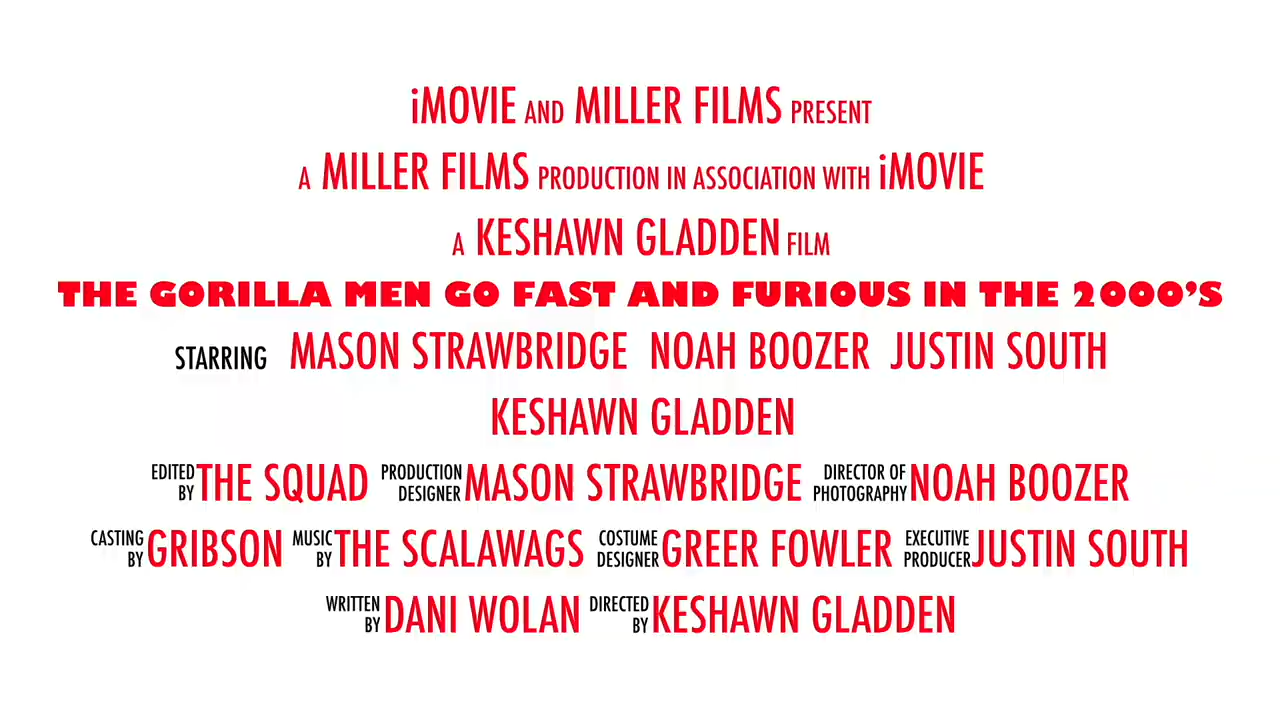 iMOVIE AND MILLER FILMS PRESENT
A MILLER FILMS PRODUCTION IN ASSOCIATION WITH iMOVIE
A KESHAWN GLADDEN FILM
THE GORILLA MEN GO FAST AND FURIOUS IN THE 2000'S
STARRING MASON STRAWBRIDGE NOAH BOOZER JUSTIN SOUTH
KESHAWN GLADDEN
EDITED BY THE SQUAD PRODUCTION DESIGNER MASON STRAWBRIDGE DIRECTOR OF PHOTOGRAPHY NOAH BOOZER
CASTING BY GRIBSON MUSIC BY THE SCALAWAGS COSTUME DESIGNER GREER FOWLER EXECUTIVE PRODUCER JUSTIN SOUTH
WRITTEN BY DANI WOLAN DIRECTED BY KESHAWN GLADDEN